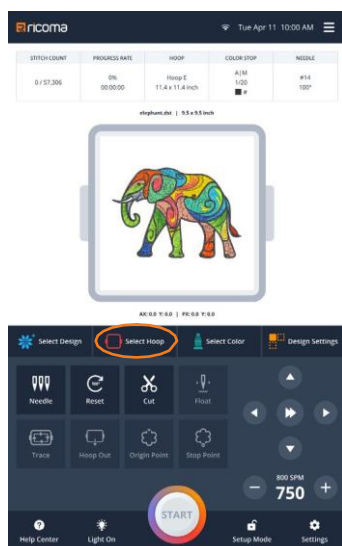 ricoma
Tue Apr 11 10:00 AM
STITCH COUNT PROGRESS RATE HOOP COLOR STOP NEEDLE
0 / 57,306
0%
00:00:00
Hoop E
11.4 x 11.4 inch
A|M
1/20
#
#14
100°
elephant.dst | 9.5 x 9.5 inch
AX: 0.0 Y: 0.0 | PX: 0.0 Y: 0.0
Select Design Select Hoop Select Color Design Settings
Needle Reset Cut Float
Trace Hoop Out Origin Point Stop Point
800 SPM
− 750 +
START
Help Center Light On Setup Mode Settings